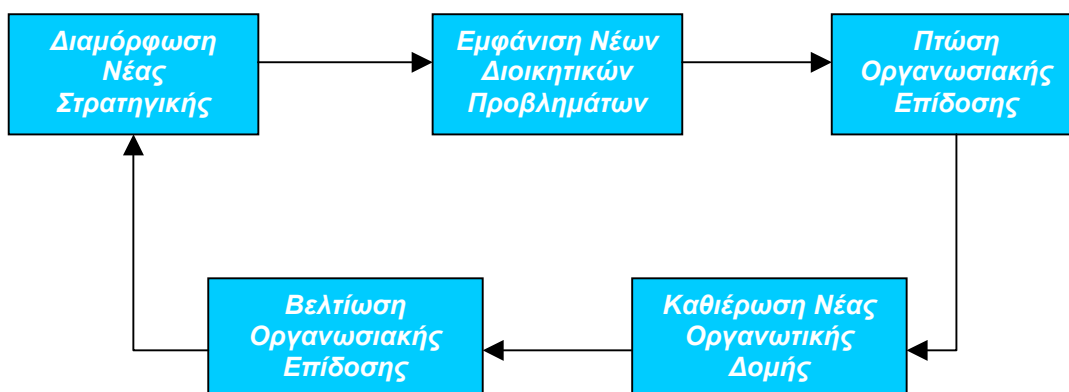 Διαμόρφωση
Νέας
Στρατηγικής
Εμφάνιση Νέων
Διοικητικών
Προβλημάτων
Πτώση
Οργανωσιακής
Επίδοσης
Βελτίωση
Οργανωσιακής
Επίδοσης
Καθιέρωση Νέας
Οργανωτικής
Δομής